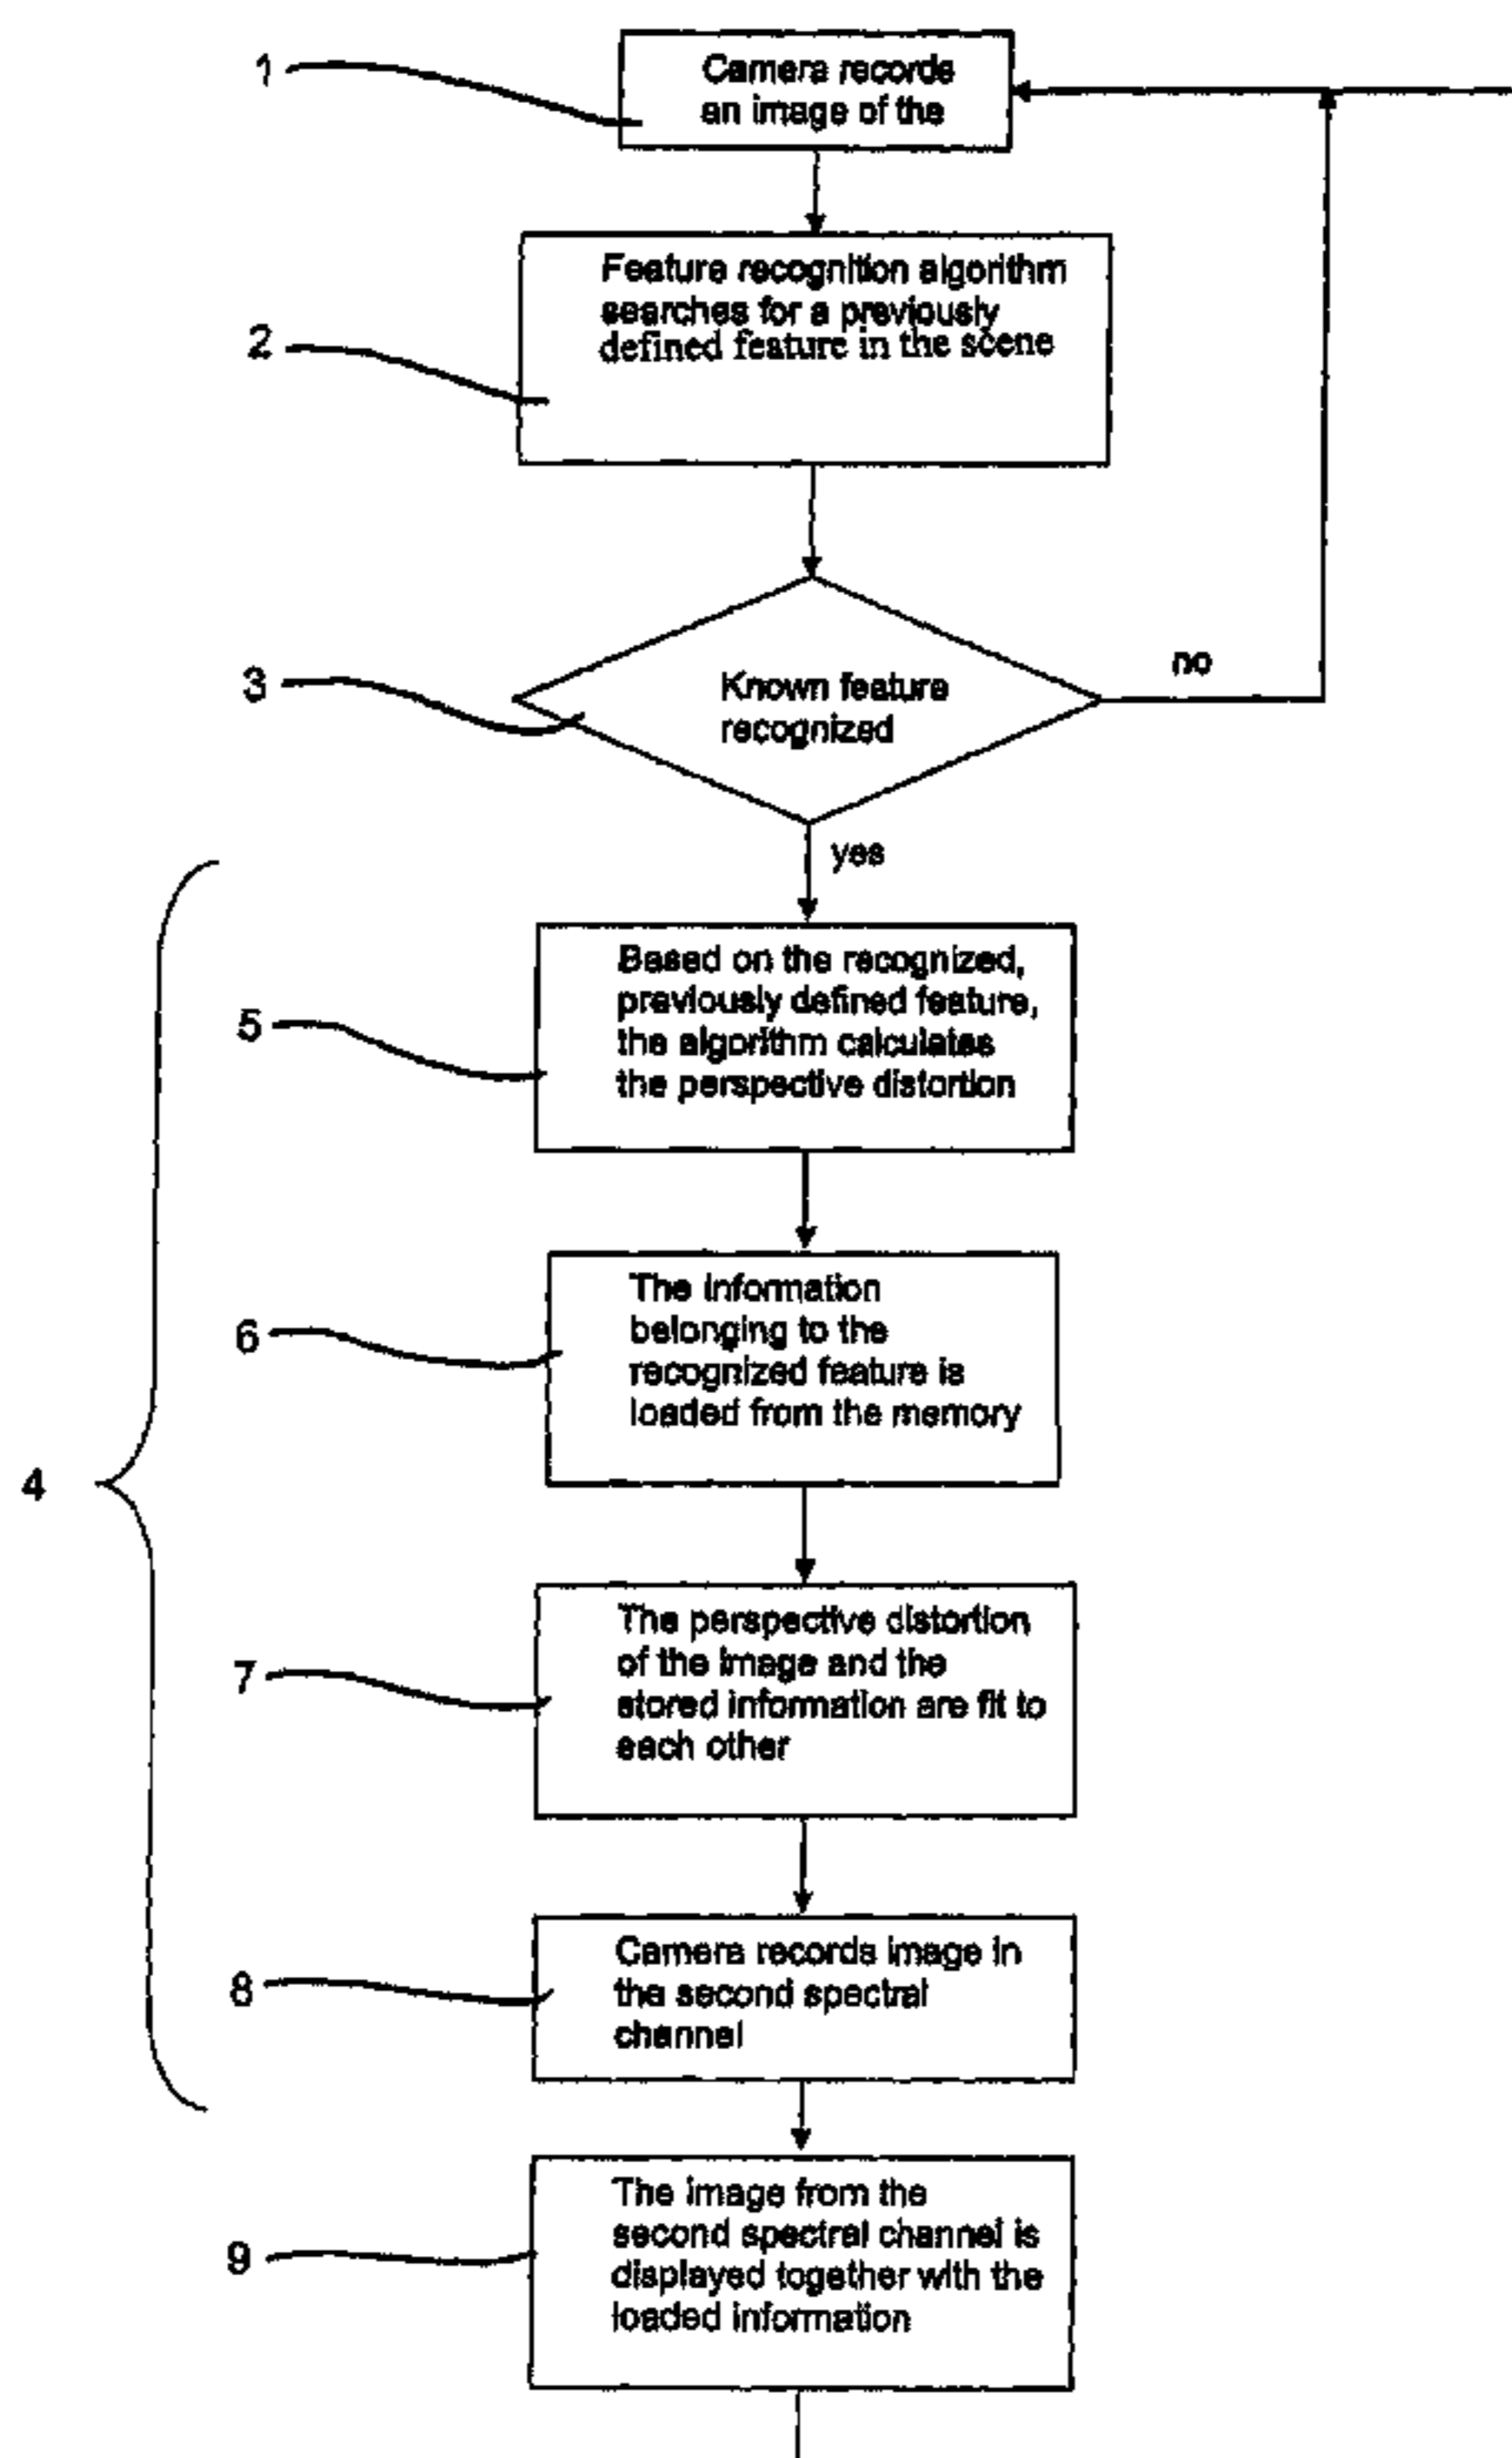 1
Camera records
an image of the
2
Feature recognition algorithm
searches for a previously
defined feature in the scene
3
Known feature
recognized
no
yes
4
5
Based on the recognized,
previously defined feature,
the algorithm calculates
the perspective distortion
6
The information
belonging to the
recognized feature is
loaded from the memory
7
The perspective distortion
of the image and the
stored information are fit to
each other
8
Camera records image in
the second spectral
channel
9
The image from the
second spectral channel is
displayed together with the
loaded information